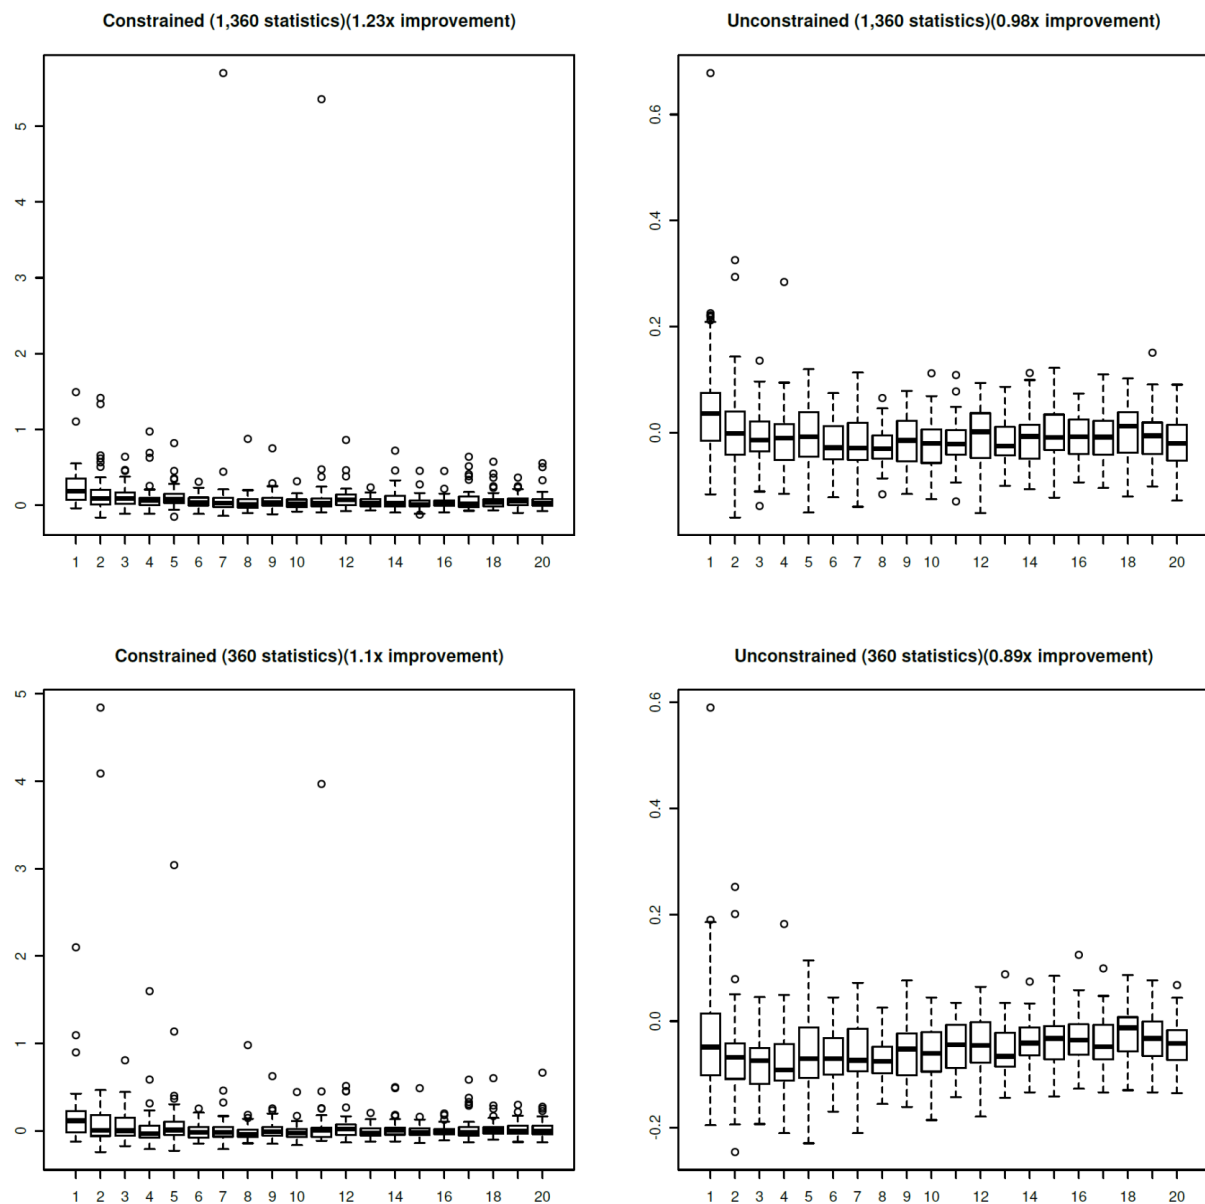 Constrained (1,360 statistics)(1.23x improvement)
5
4
3
2
1
0
1 2 3 4 5 6 7 8 9 10 12 14 16 18 20
Unconstrained (1,360 statistics)(0.98x improvement)
0.6
0.4
0.2
0.0
1 2 3 4 5 6 7 8 9 10 12 14 16 18 20
Constrained (360 statistics)(1.1x improvement)
5
4
3
2
1
0
1 2 3 4 5 6 7 8 9 10 12 14 16 18 20
Unconstrained (360 statistics)(0.89x improvement)
0.6
0.4
0.2
0.0
-0.2
1 2 3 4 5 6 7 8 9 10 12 14 16 18 20